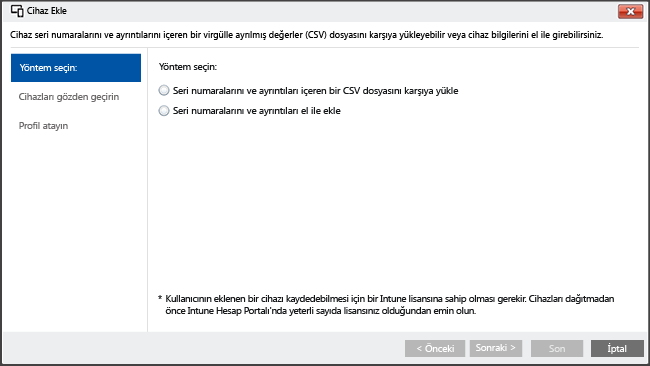 Cihaz Ekle
Cihaz seri numaralarını ve ayrıntılarını içeren bir virgülle ayrılmış değerler (CSV) dosyasını karşıya yükleyebilir veya cihaz bilgilerini el ile girebilirsiniz.
Yöntem seçin:
Cihazları gözden geçirin
Profil atayın
Yöntem seçin:
Seri numaralarını ve ayrıntıları içeren bir CSV dosyasını karşıya yükle
Seri numaralarını ve ayrıntıları el ile ekle
* Kullanıcının eklenen bir cihazı kaydedebilmesi için bir Intune lisansına sahip olması gerekir. Cihazları dağıtmadan
önce Intune Hesap Portalı'nda yeterli sayıda lisansınız olduğundan emin olun.
< Önceki
Sonraki >
Son
İptal